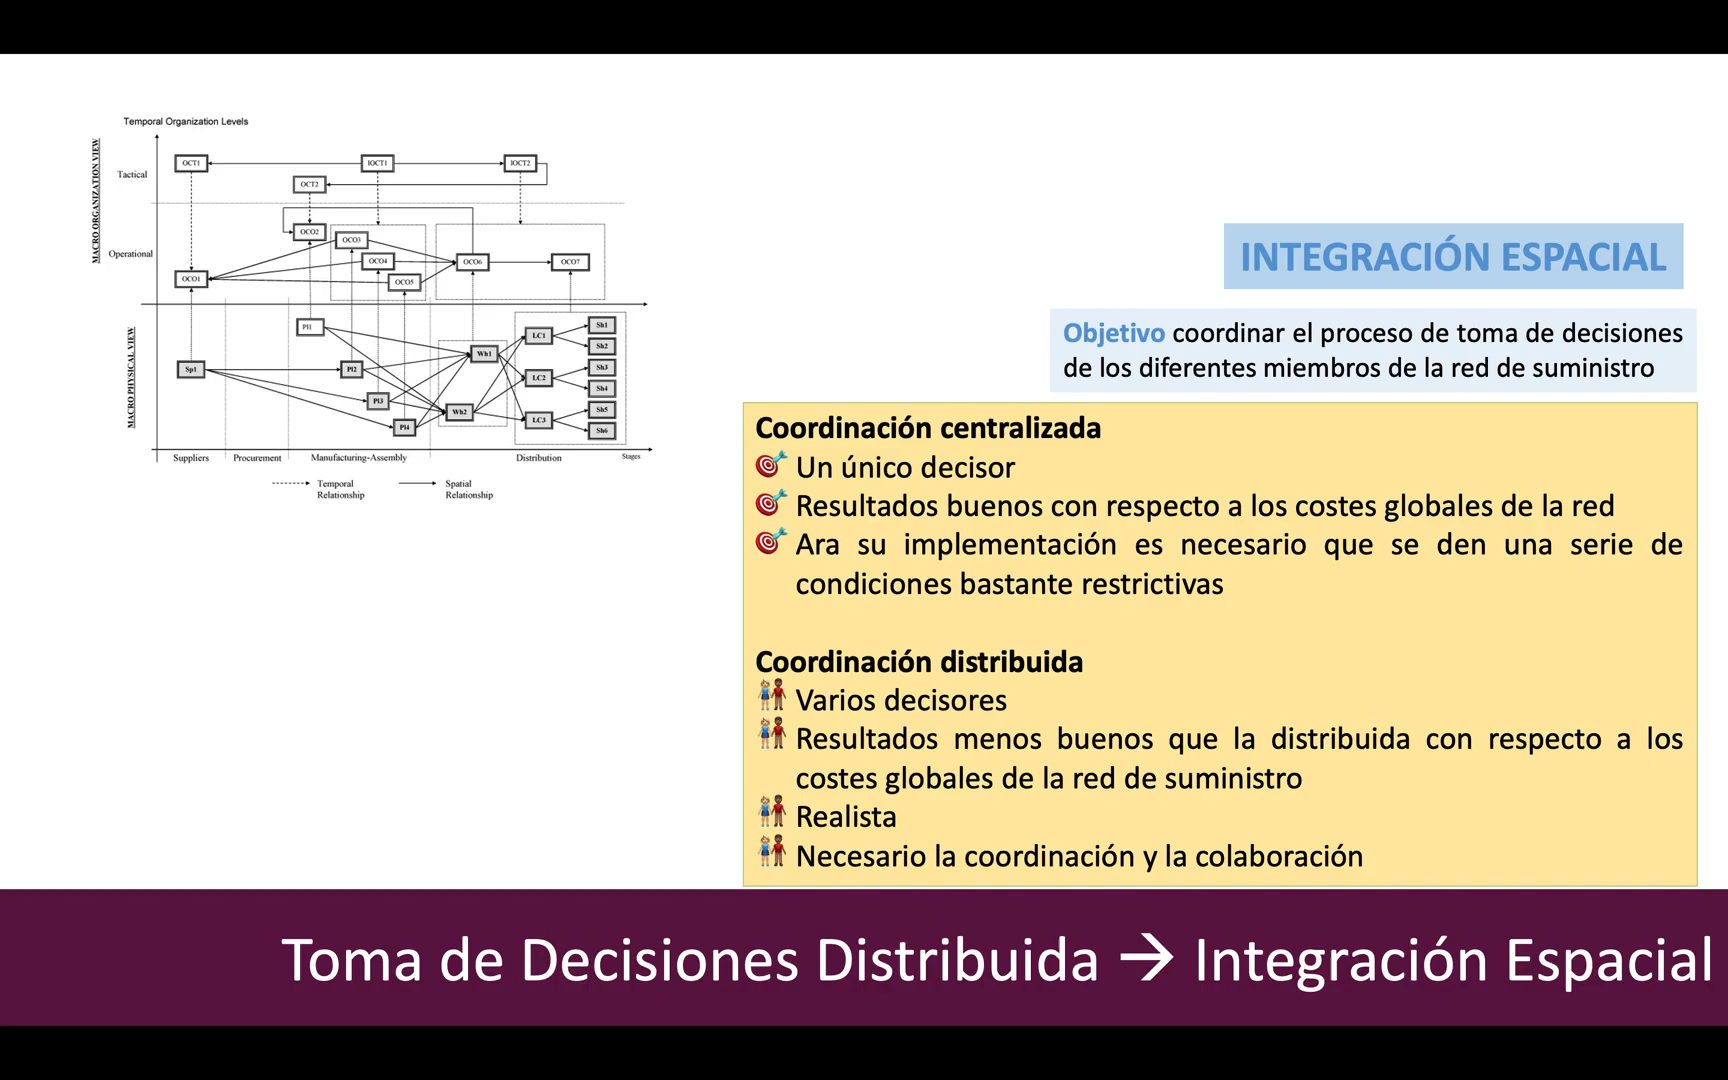 Temporal Organization Levels
MACRO ORGANIZATION VIEW
Tactical
OCT1
IOCT1
IOCT2
OCT2
Operational
OCO2
OCO3
OCO4
OCO6
OCO7
OCO1
OCO5
MACRO PHYSICAL VIEW
Pl1
Sh1
LC1
Sh2
Wh1
Sp1
Pl2
Sh3
LC2
Sh4
Pl3
Wh2
Sh5
LC3
Pl4
Sh6
Suppliers
Procurement
Manufacturing-Assembly
Distribution
Stages
Temporal
Relationship
Spatial
Relationship
INTEGRACIÓN ESPACIAL
Objetivo coordinar el proceso de toma de decisiones
de los diferentes miembros de la red de suministro
Coordinación centralizada
Un único decisor
Resultados buenos con respecto a los costes globales de la red
Ara su implementación es necesario que se den una serie de
condiciones bastante restrictivas
Coordinación distribuida
Varios decisores
Resultados menos buenos que la distribuida con respecto a los
costes globales de la red de suministro
Realista
Necesario la coordinación y la colaboración
Toma de Decisiones Distribuida → Integración Espacial